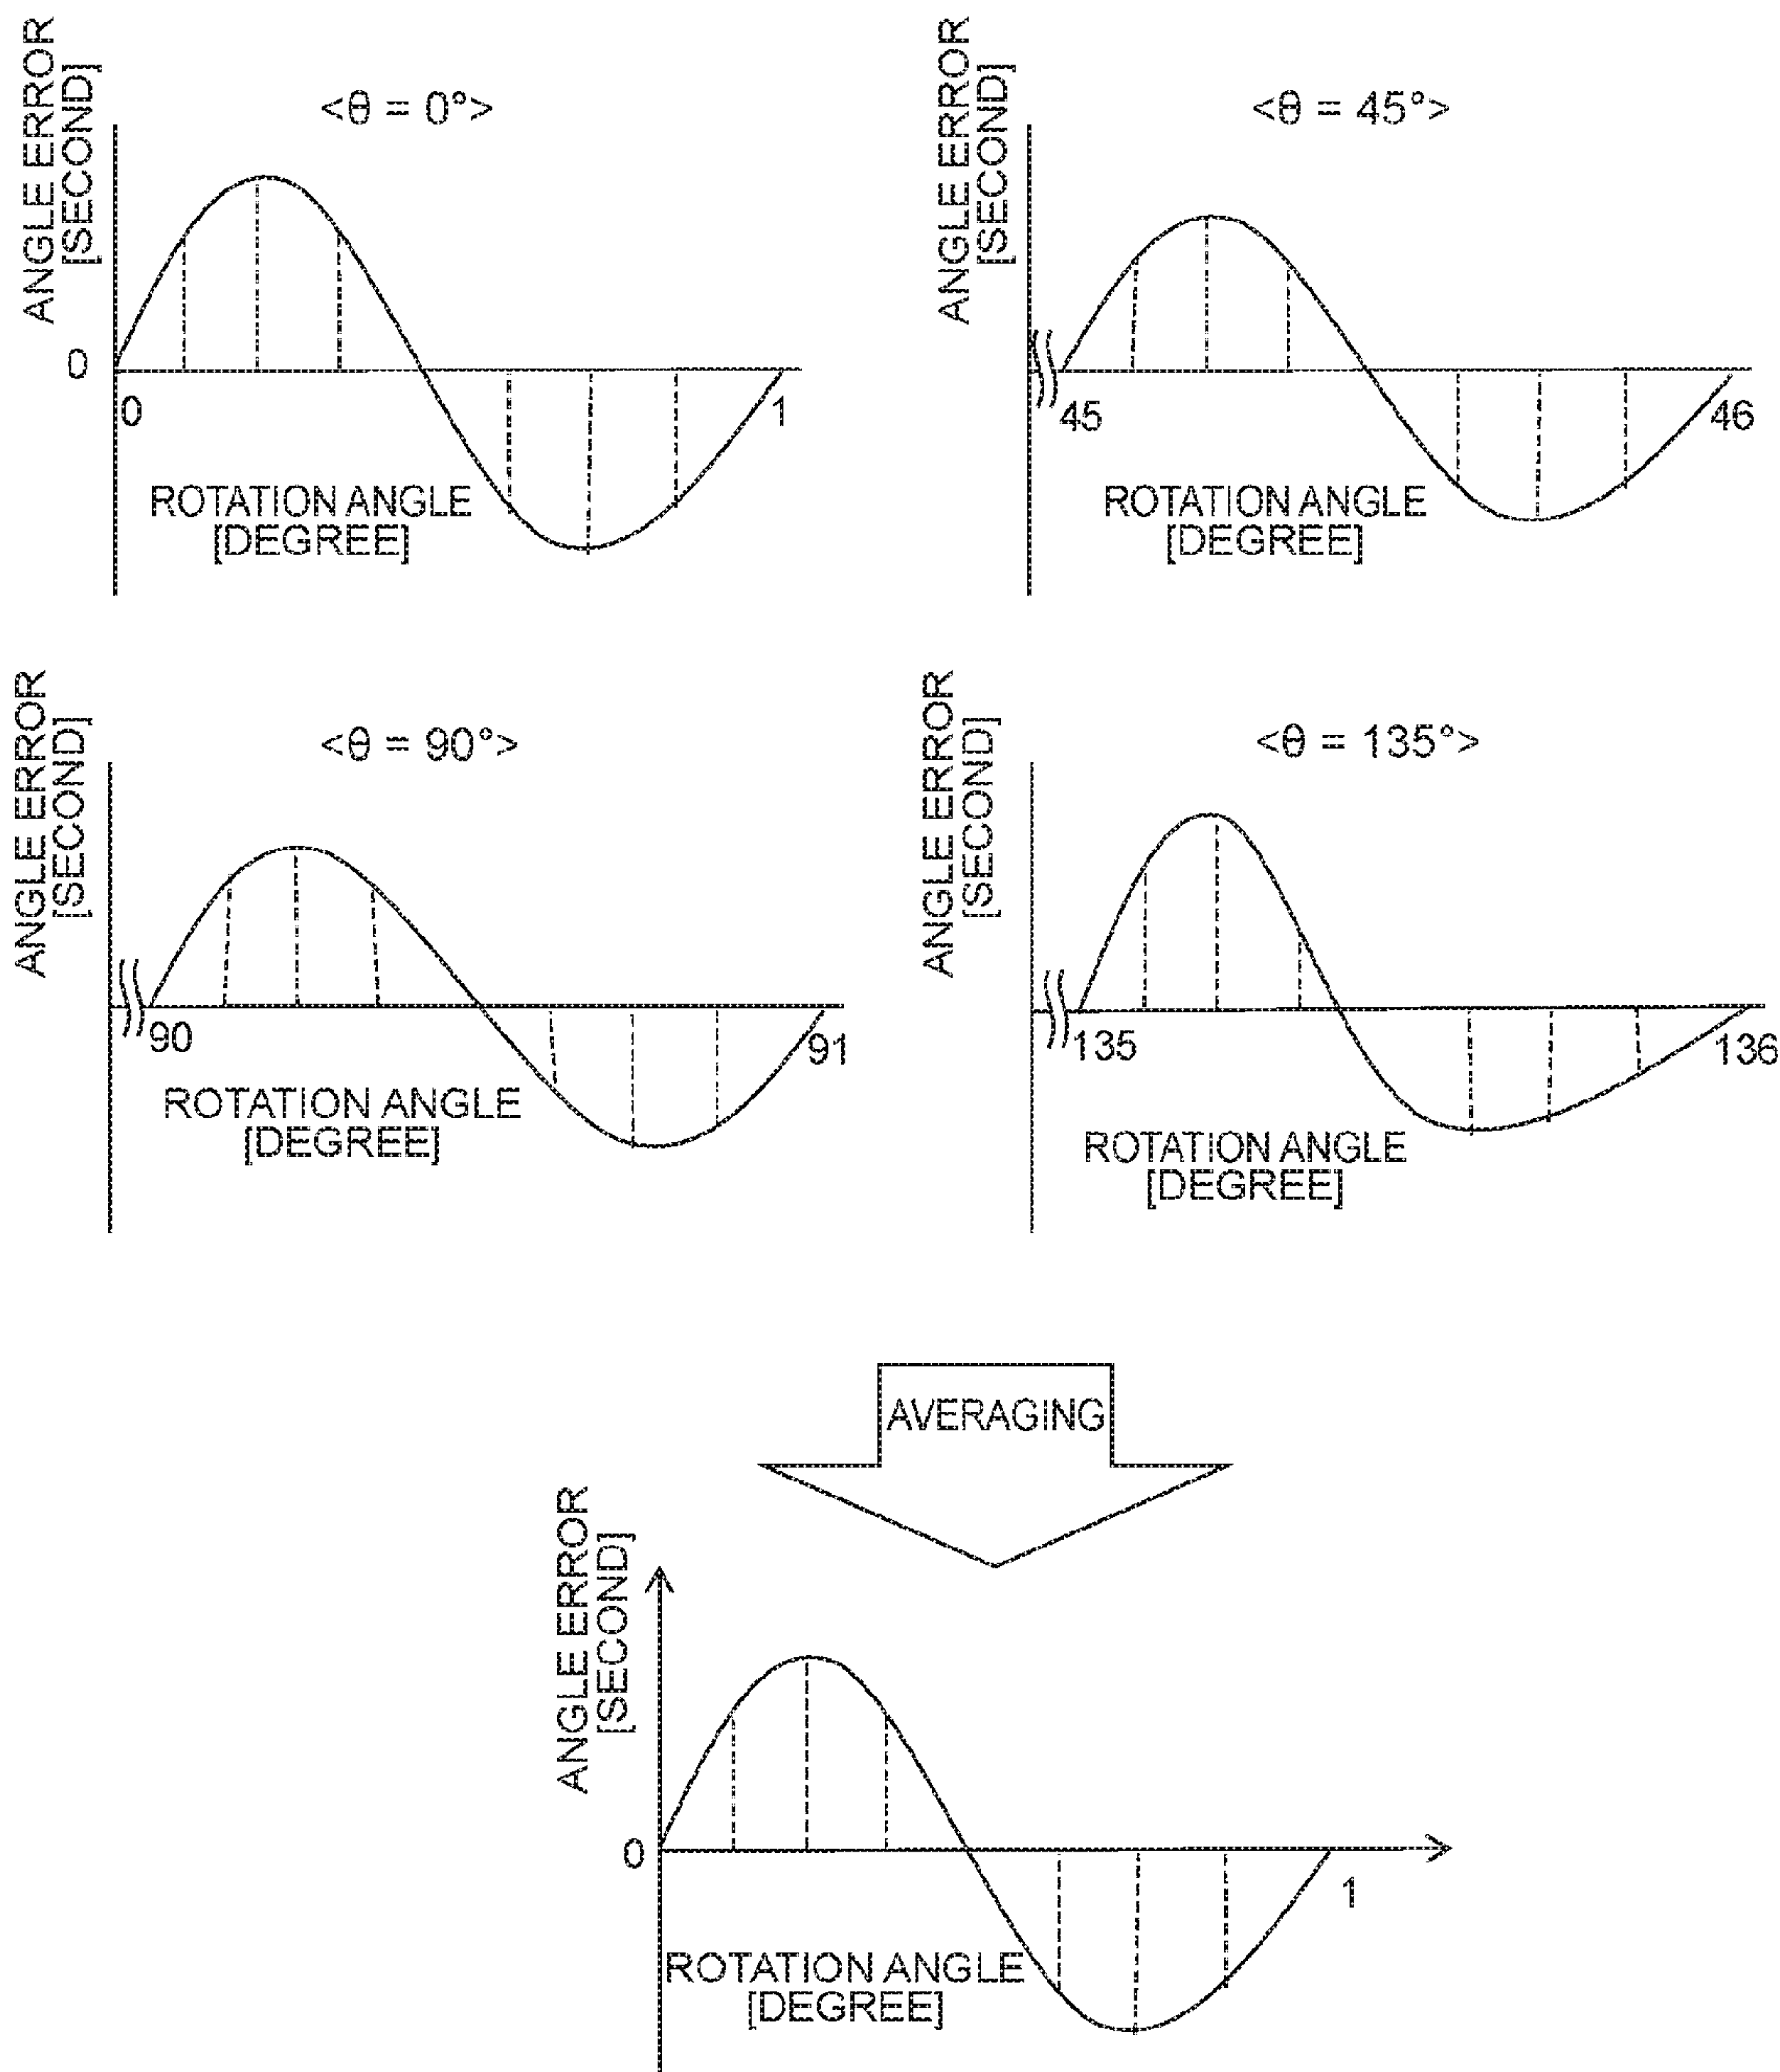 ANGLE ERROR
[SECOND]
<θ = 0°>
0
0
1
ROTATION ANGLE
[DEGREE]
ANGLE ERROR
[SECOND]
<θ = 45°>
45
46
ROTATION ANGLE
[DEGREE]
ANGLE ERROR
[SECOND]
<θ = 90°>
90
91
ROTATION ANGLE
[DEGREE]
ANGLE ERROR
[SECOND]
<θ = 135°>
135
136
ROTATION ANGLE
[DEGREE]
AVERAGING
ANGLE ERROR
[SECOND]
0
1
ROTATION ANGLE
[DEGREE]